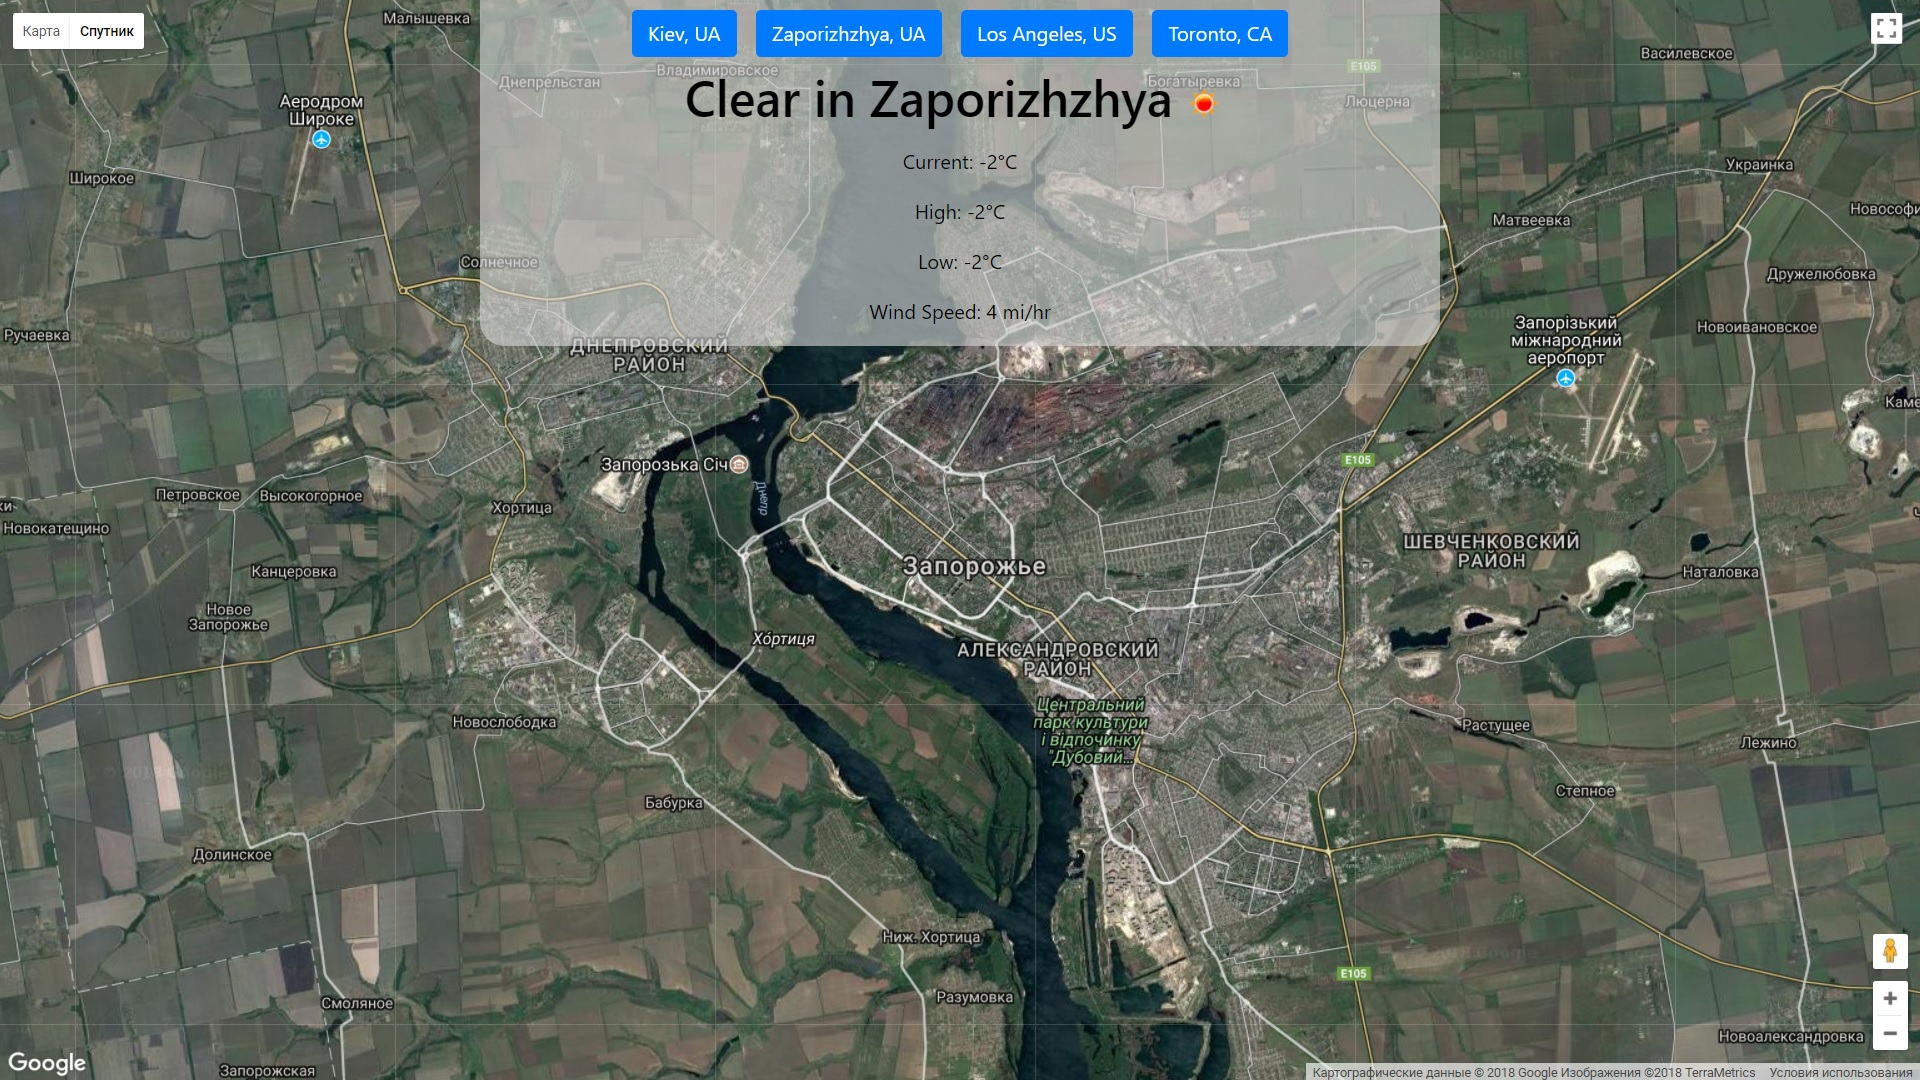 Карта
Спутник
Kiev, UA
Zaporizhzhya, UA
Los Angeles, US
Toronto, CA
Clear in Zaporizhzhya
Current: -2°C
High: -2°C
Low: -2°C
Wind Speed: 4 mi/hr
Малышевка
Василевское
Днепрельстан
Владимировское
Богатыревка
E105
Люцерна
Аеродром
Широке
Широкое
Украинка
Матвеевка
Новософи
Солнечное
Дружелюбовка
Ручаевка
Запорізький
міжнародний
аеропорт
Новоивановское
ДНЕПРОВСКИЙ
РАЙОН
Каме
Запорозька Січ
E105
Днепр
Петровское
Высокогорное
Хортица
ки
Новокатещино
Запорожье
ШЕВЧЕНКОВСКИЙ
РАЙОН
Канцеровка
Наталовка
Новое
Запорожье
Хо́ртиця
АЛЕКСАНДРОВСКИЙ
РАЙОН
Центральний
парк культури
і відпочинку
"Дубовий...
Новослободка
Растущее
Лежино
Степное
Бабурка
Долинское
Ниж. Хортица
E105
Разумовка
Смоляное
Новоалександровка
Запорожская
Google
Картографические данные © 2018 Google Изображения ©2018 TerraMetrics
Условия использования